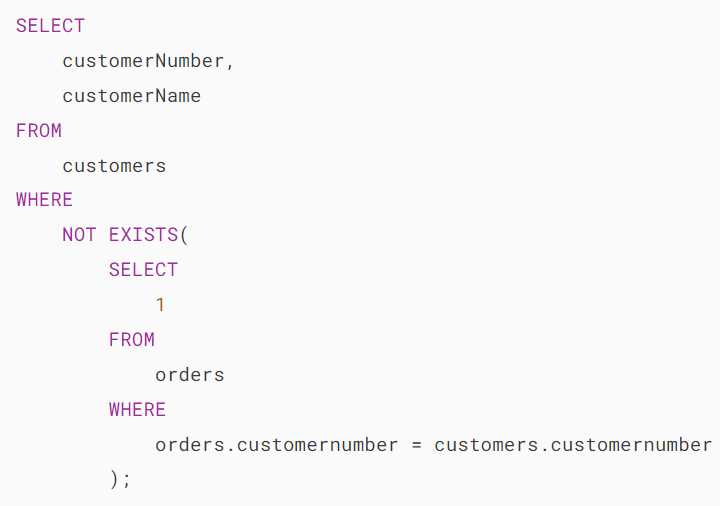 SELECT
    customerNumber,
    customerName
FROM
    customers
WHERE
    NOT EXISTS(
        SELECT
            1
        FROM
            orders
        WHERE
            orders.customernumber = customers.customernumber
        );